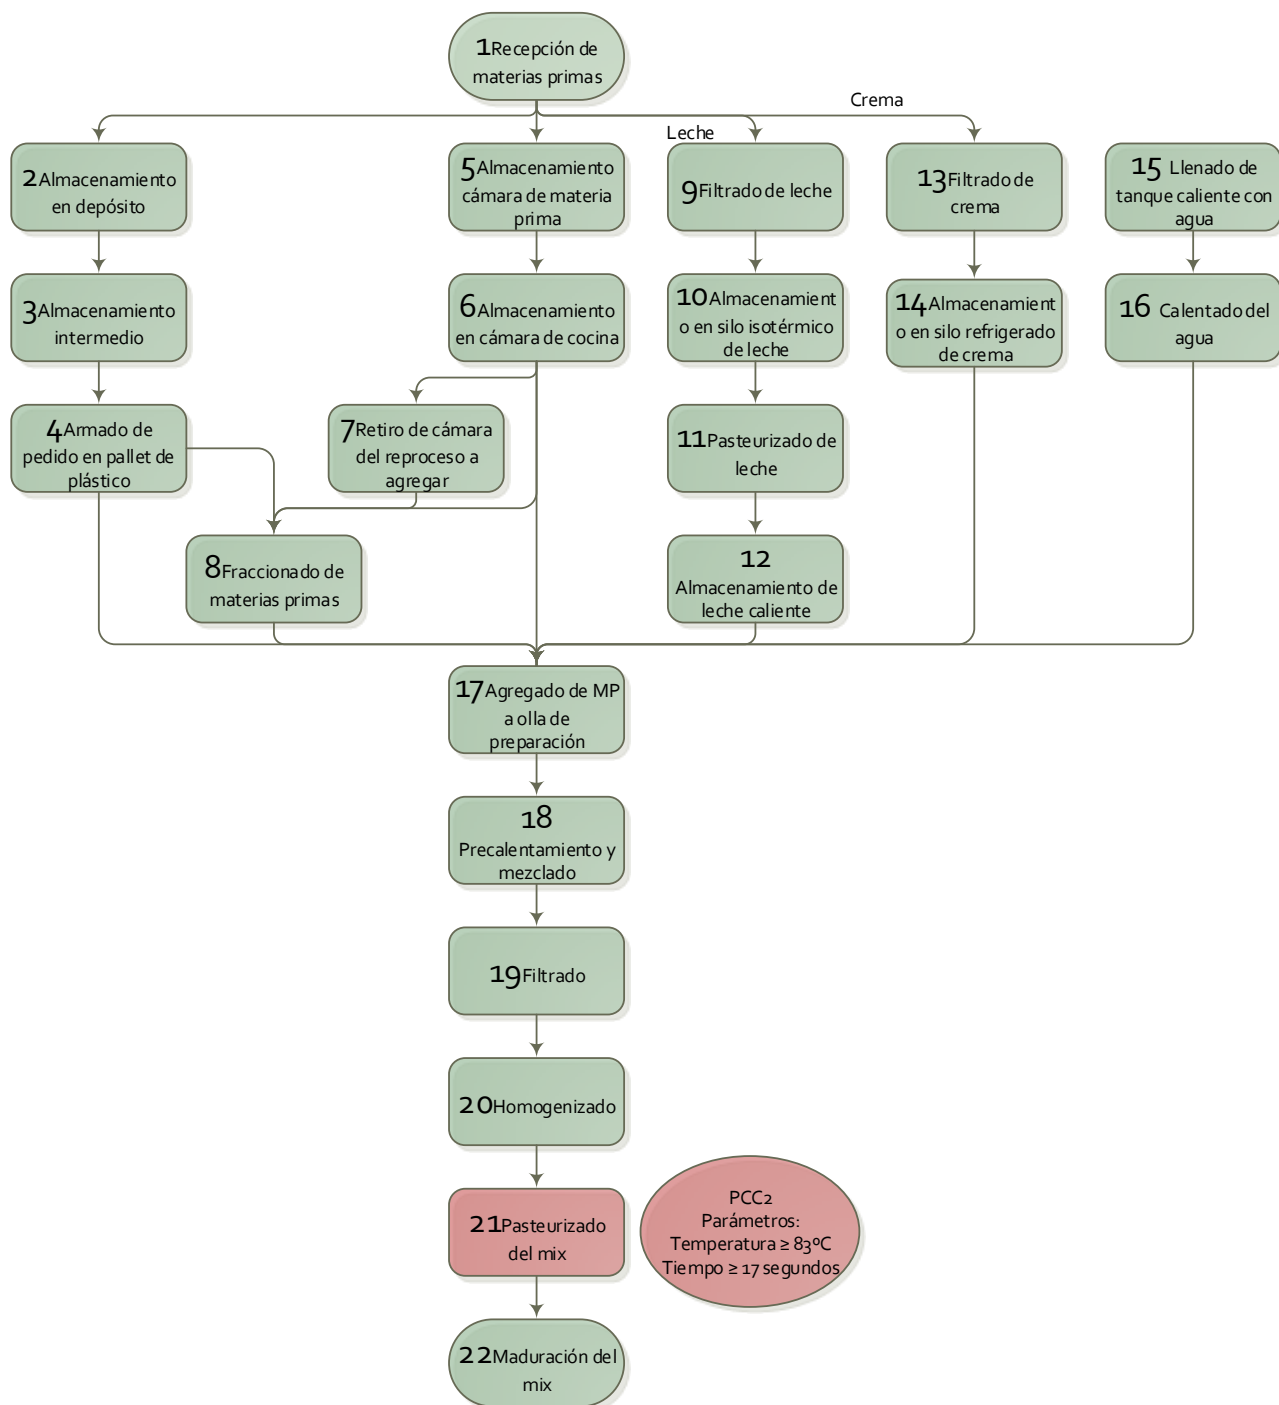 1Recepción de
materias primas
Crema
Leche
2Almacenamiento
en depósito
5Almacenamiento
cámara de materia
prima
9Filtrado de leche
13Filtrado de
crema
15 Llenado de
tanque caliente con
agua
3Almacenamiento
intermedio
6Almacenamiento
en cámara de cocina
10Almacenamient
o en silo isotérmico
de leche
14Almacenamient
o en silo refrigerado
de crema
16 Calentado del
agua
4Armado de
pedido en pallet de
plástico
7Retiro de cámara
del reproceso a
agregar
11Pasteurizado de
leche
8Fraccionado de
materias primas
12
Almacenamiento de
leche caliente
17Agregado de MP
a olla de
preparación
18
Precalentamiento y
mezclado
19Filtrado
20Homogenizado
21Pasteurizado
del mix
PCC2
Parámetros:
Temperatura ≥ 83ºC
Tiempo ≥ 17 segundos
22Maduración del
mix